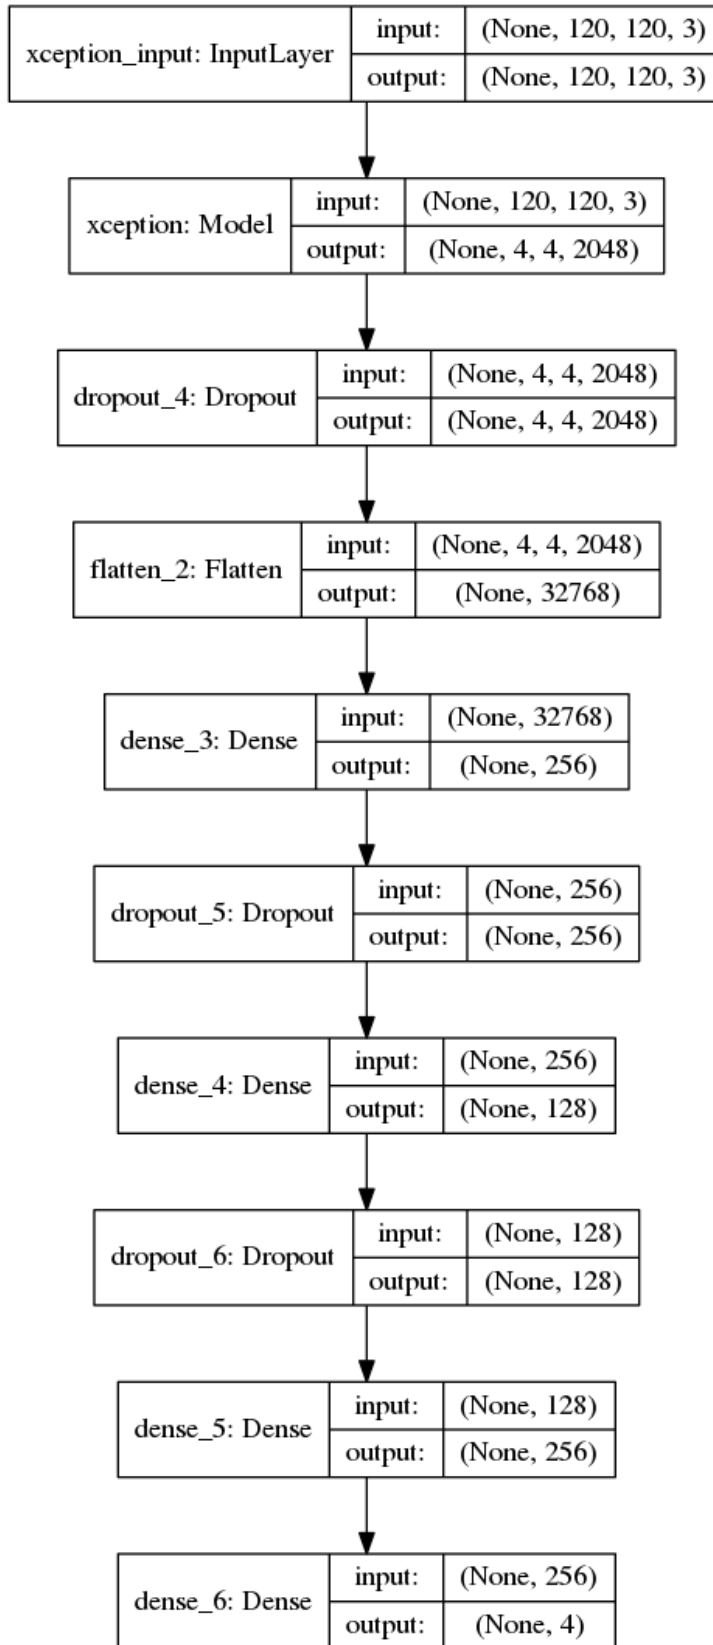 xception_input: InputLayer
input: (None, 120, 120, 3)
output: (None, 120, 120, 3)
xception: Model
input: (None, 120, 120, 3)
output: (None, 4, 4, 2048)
dropout_4: Dropout
input: (None, 4, 4, 2048)
output: (None, 4, 4, 2048)
flatten_2: Flatten
input: (None, 4, 4, 2048)
output: (None, 32768)
dense_3: Dense
input: (None, 32768)
output: (None, 256)
dropout_5: Dropout
input: (None, 256)
output: (None, 256)
dense_4: Dense
input: (None, 256)
output: (None, 128)
dropout_6: Dropout
input: (None, 128)
output: (None, 128)
dense_5: Dense
input: (None, 128)
output: (None, 256)
dense_6: Dense
input: (None, 256)
output: (None, 4)